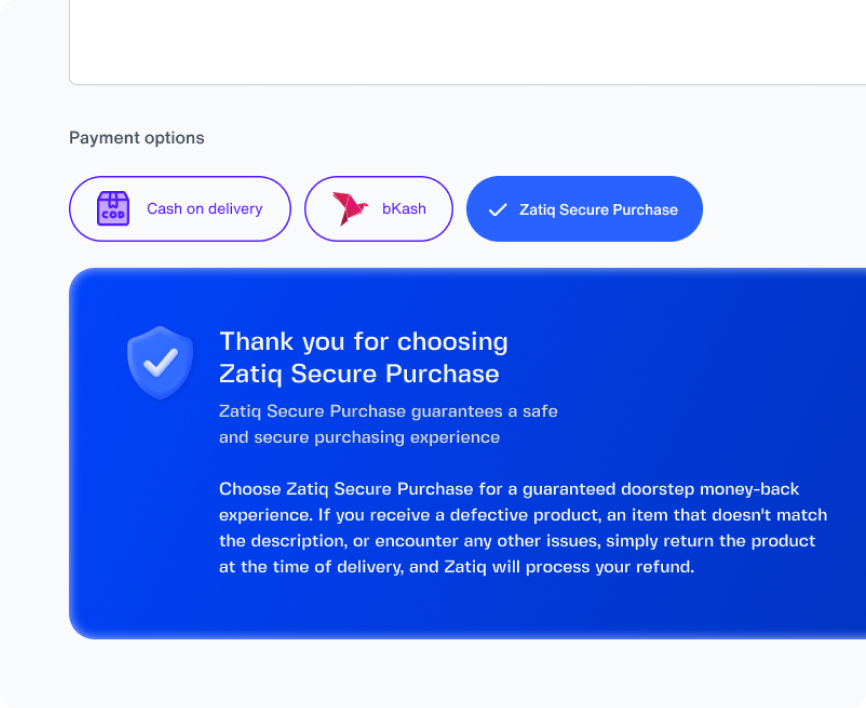 Payment options
COD Cash on delivery bKash Zatiq Secure Purchase
Thank you for choosing
Zatiq Secure Purchase
Zatiq Secure Purchase guarantees a safe
and secure purchasing experience
Choose Zatiq Secure Purchase for a guaranteed doorstep money-back
experience. If you receive a defective product, an item that doesn't match
the description, or encounter any other issues, simply return the product
at the time of delivery, and Zatiq will process your refund.